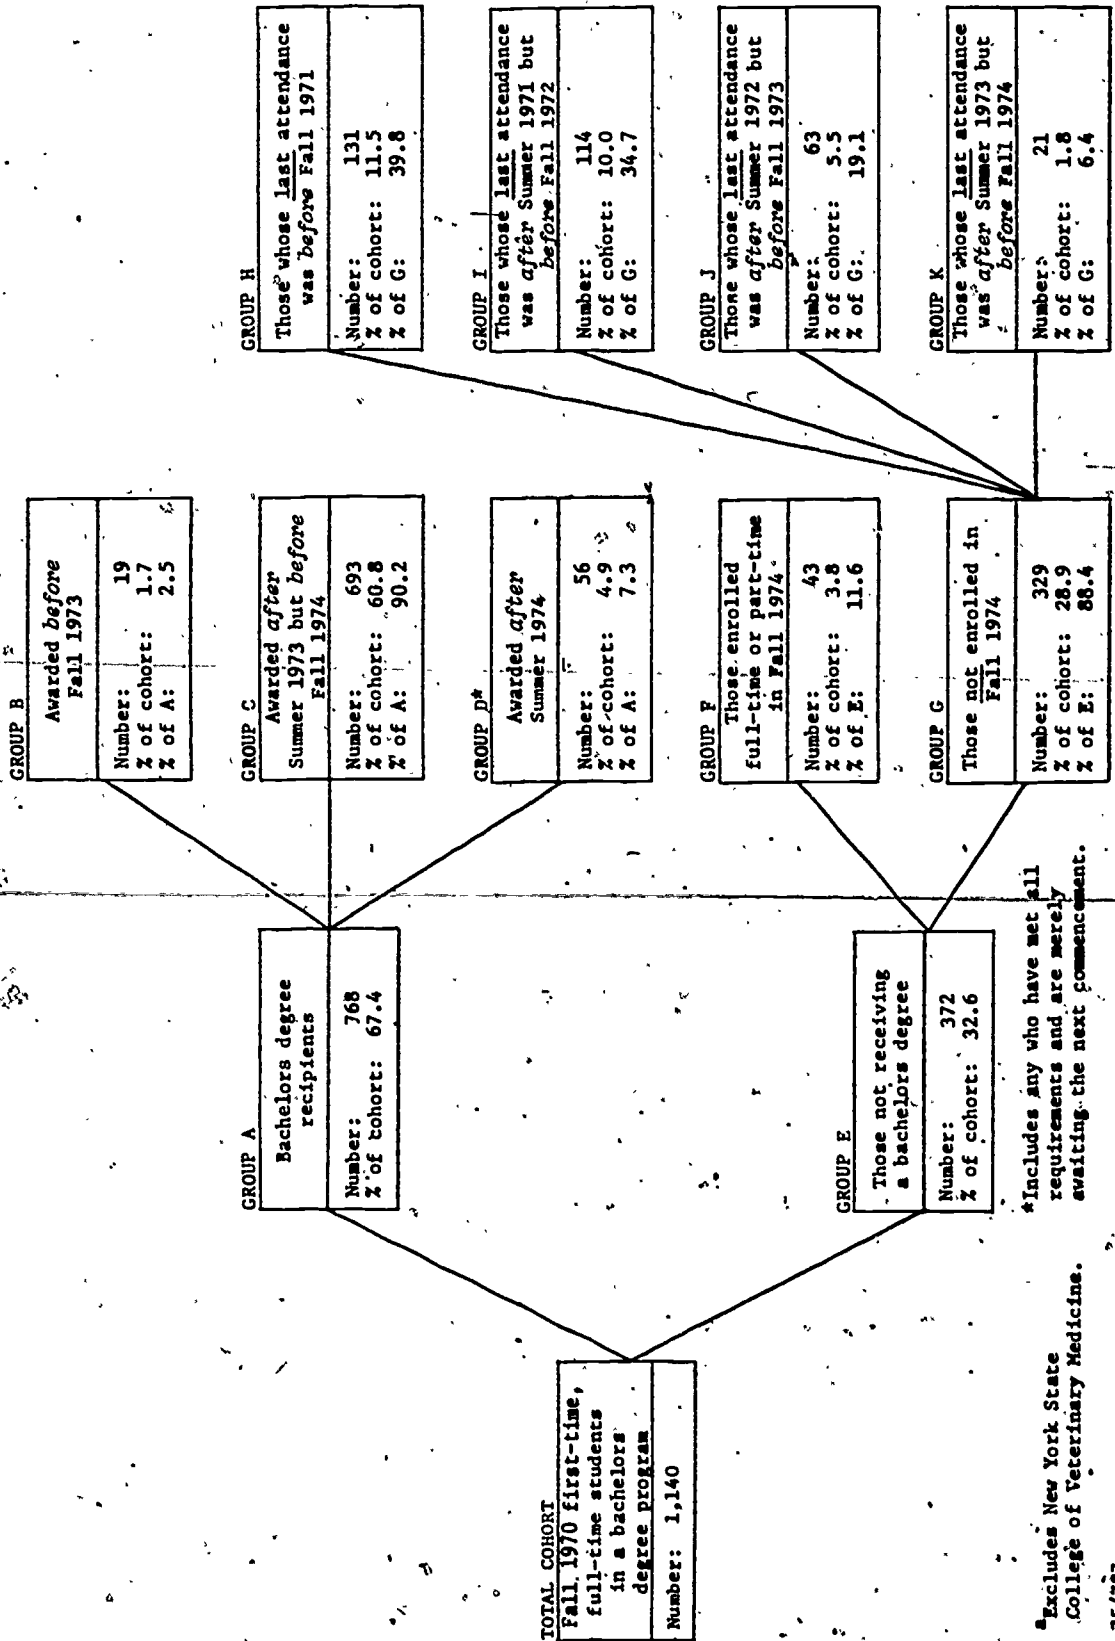 TOTAL COHORT
Fall 1970 first-time,
full-time students
in a bachelors
degree program
Number: 1,140
GROUP A
Bachelors degree
recipients
Number: 768
% of cohort: 67.4
GROUP E
Those not receiving
a bachelors degree
Number: 372
% of cohort: 32.6
GROUP B
Awarded before
Fall 1973
Number: 19
% of cohort: 1.7
% of A: 2.5
GROUP C
Awarded after
Summer 1973 but before
Fall 1974
Number: 693
% of cohort: 60.8
% of A: 90.2
GROUP D*
Awarded after
Summer 1974
Number: 56
% of cohort: 4.9
% of A: 7.3
GROUP F
Those enrolled
full-time or part-time
in Fall 1974
Number: 43
% of cohort: 3.8
% of E: 11.6
GROUP G
Those not enrolled in
Fall 1974
Number: 329
% of cohort: 28.9
% of E: 88.4
GROUP H
Those whose last attendance
was before Fall 1971
Number: 131
% of cohort: 11.5
% of G: 39.8
GROUP I
Those whose last attendance
was after Summer 1971 but
before Fall 1972
Number: 114
% of cohort: 10.0
% of G: 34.7
GROUP J
Those whose last attendance
was after Summer 1972 but
before Fall 1973
Number: 63
% of cohort: 5.5
% of G: 19.1
GROUP K
Those whose last attendance
was after Summer 1973 but
before Fall 1974
Number: 21
% of cohort: 1.8
% of G: 6.4
a Excludes New York State
College of Veterinary Medicine.
*Includes any who have met all
requirements and are merely
awaiting the next commencement.